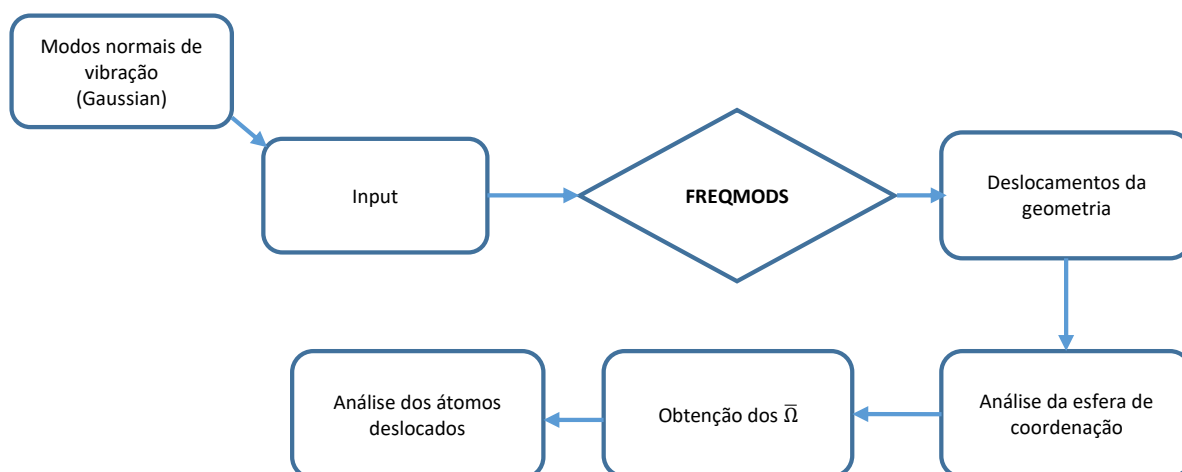 Modos normais de
vibração
(Gaussian)
Input
FREQMODS
Deslocamentos da
geometria
Análise da esfera de
coordenação
Obtenção dos Ω̅
Análise dos átomos
deslocados